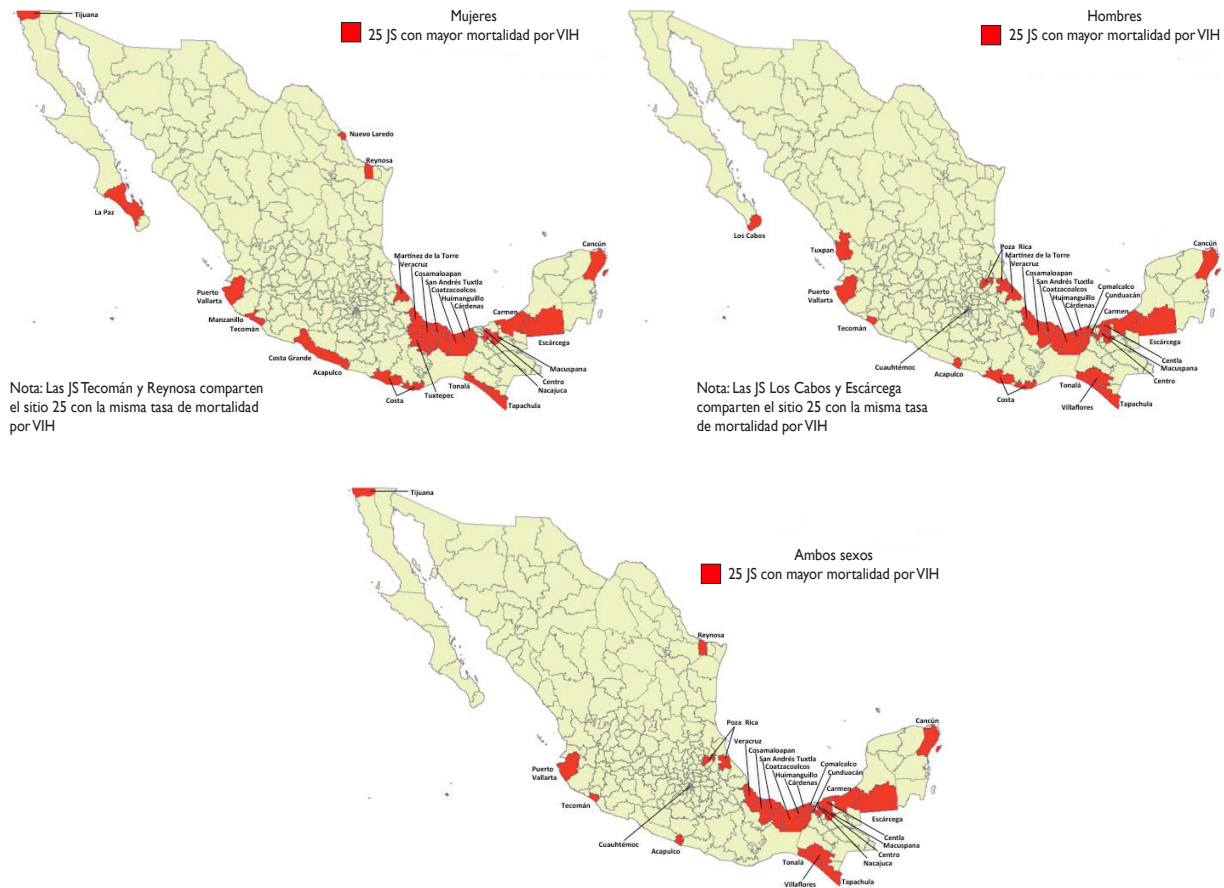 Mujeres
25 JS con mayor mortalidad por VIH
Tijuana
Nuevo Laredo
Reynosa
La Paz
Cancún
Martínez de la Torre
Veracruz
Cosamaloapan
San Andrés Tuxtla
Coatzacoalcos
Huimanguillo
Cárdenas
Carmen
Puerto
Vallarta
Manzanillo
Tecomán
Escárcega
Costa Grande
Acapulco
Macuspana
Centro
Nacajuca
Tonalá
Costa
Tuxtepec
Tapachula
Nota: Las JS Tecomán y Reynosa comparten
el sitio 25 con la misma tasa de mortalidad
por VIH
Hombres
25 JS con mayor mortalidad por VIH
Los Cabos
Tuxpan
Cancún
Poza Rica
Martínez de la Torre
Veracruz
Cosamaloapan
San Andrés Tuxtla
Coatzacoalcos
Huimanguillo
Cárdenas
Comalcalco
Cunduacán
Carmen
Puerto
Vallarta
Tecomán
Escárcega
Cuauhtémoc
Centla
Macuspana
Centro
Acapulco
Tonalá
Costa
Villaflores
Tapachula
Nota: Las JS Los Cabos y Escárcega
comparten el sitio 25 con la misma tasa
de mortalidad por VIH
Ambos sexos
25 JS con mayor mortalidad por VIH
Tijuana
Reynosa
Cancún
Poza Rica
Veracruz
Cosamaloapan
San Andrés Tuxtla
Coatzacoalcos
Huimanguillo
Cárdenas
Comalcalco
Cunduacán
Carmen
Puerto
Vallarta
Tecomán
Escárcega
Cuauhtémoc
Acapulco
Centla
Macuspana
Centro
Nacajuca
Tonalá
Villaflores
Tapachula